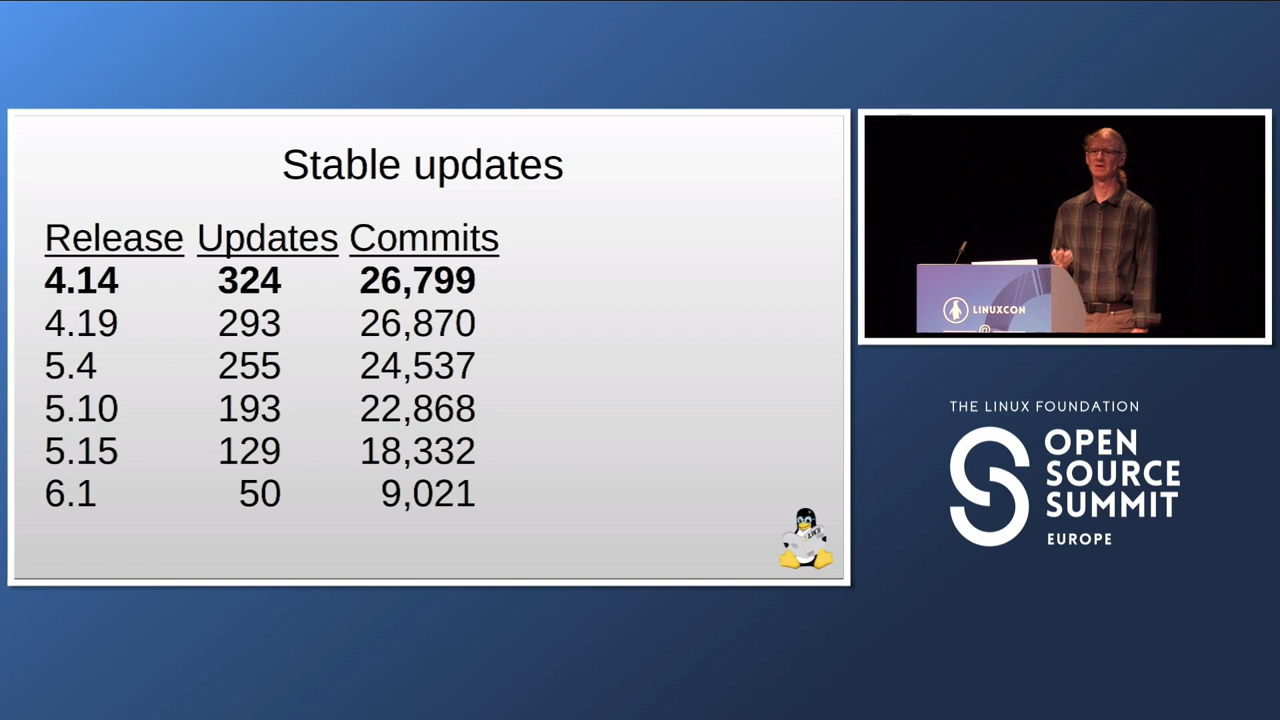 Stable updates
Release Updates Commits
4.14 324 26,799
4.19 293 26,870
5.4 255 24,537
5.10 193 22,868
5.15 129 18,332
6.1 50 9,021
LINUXCON
@
THE LINUX FOUNDATION
OPEN
SOURCE
SUMMIT
EUROPE